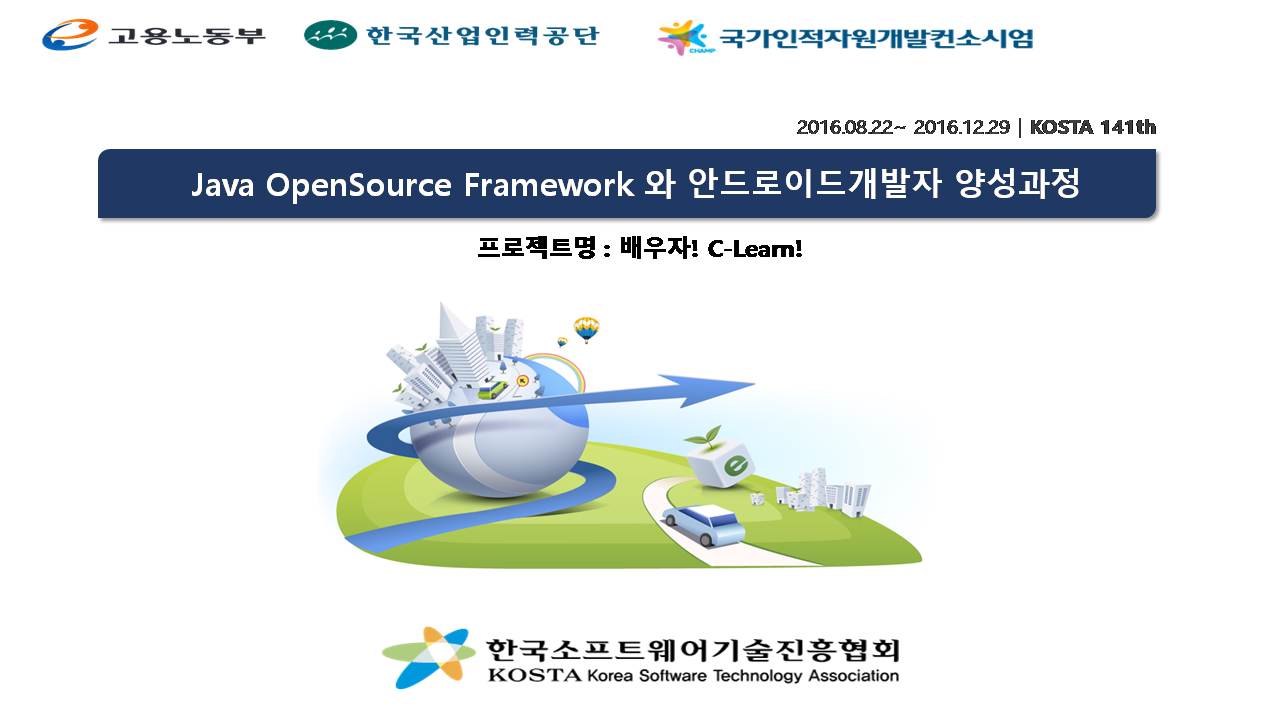 고용노동부 한국산업인력공단 CHAMP 국가인적자원개발컨소시엄
2016.08.22~ 2016.12.29 | KOSTA 141th
Java OpenSource Framework 와 안드로이드개발자 양성과정
프로젝트명 : 배우자! C-Learn!
e
한국소프트웨어기술진흥협회
KOSTA Korea Software Technology Association